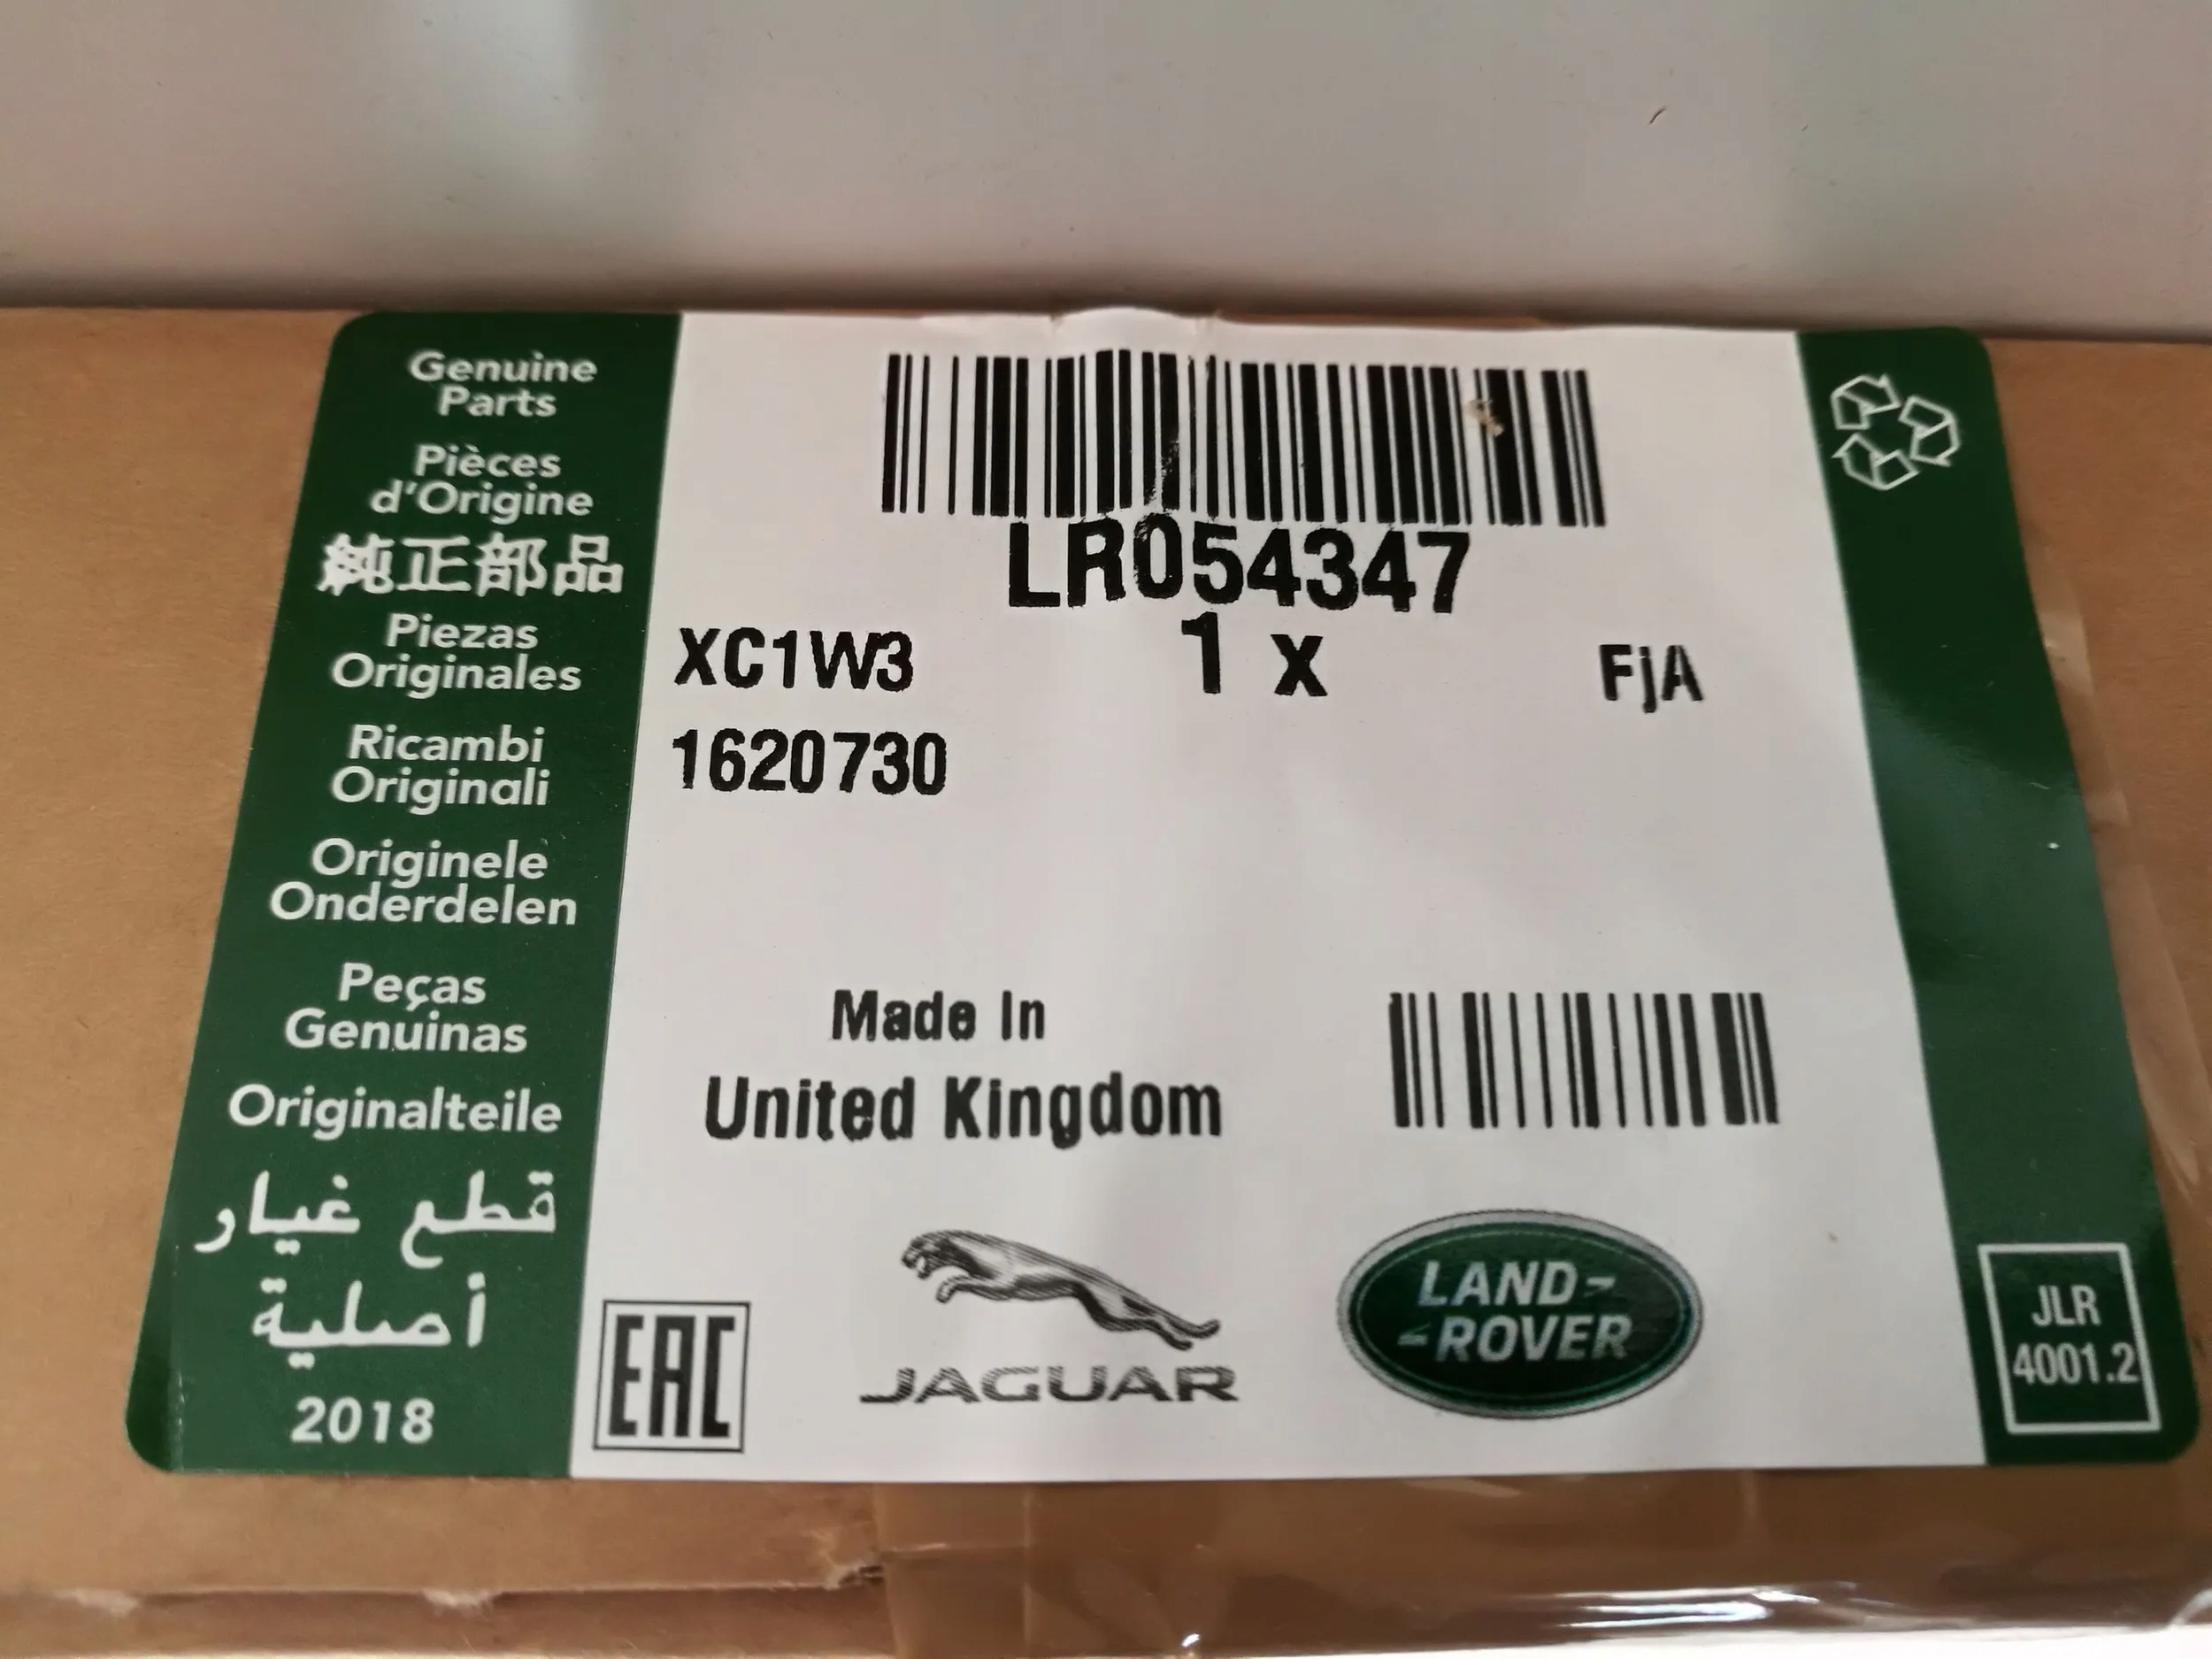 Genuine
Parts
Pièces
d'Origine
純正部品
Piezas
Originales
Ricambi
Originali
Originele
Onderdelen
Peças
Genuinas
Originalteile
قطع غيار
أصلية
2018
LR054347
XC1W3 1 x FjA
1620730
Made In
United Kingdom
EAC
JAGUAR
LAND-
-ROVER
JLR
4001.2